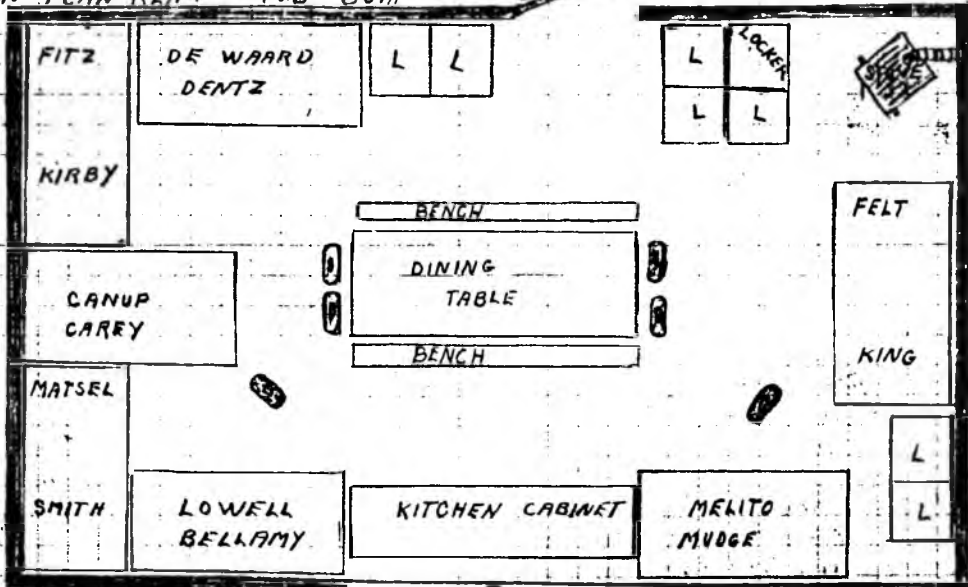 FITZ
KIRBY
DE WAARD
DENTZ
L L
L LOCKER
L L
FELT
KING
BENCH
DINING
TABLE
BENCH
CANUP
CAREY
MATSEL
SMITH
LOWELL
BELLAMY
KITCHEN CABINET
MELITO
MUDGE
L
L